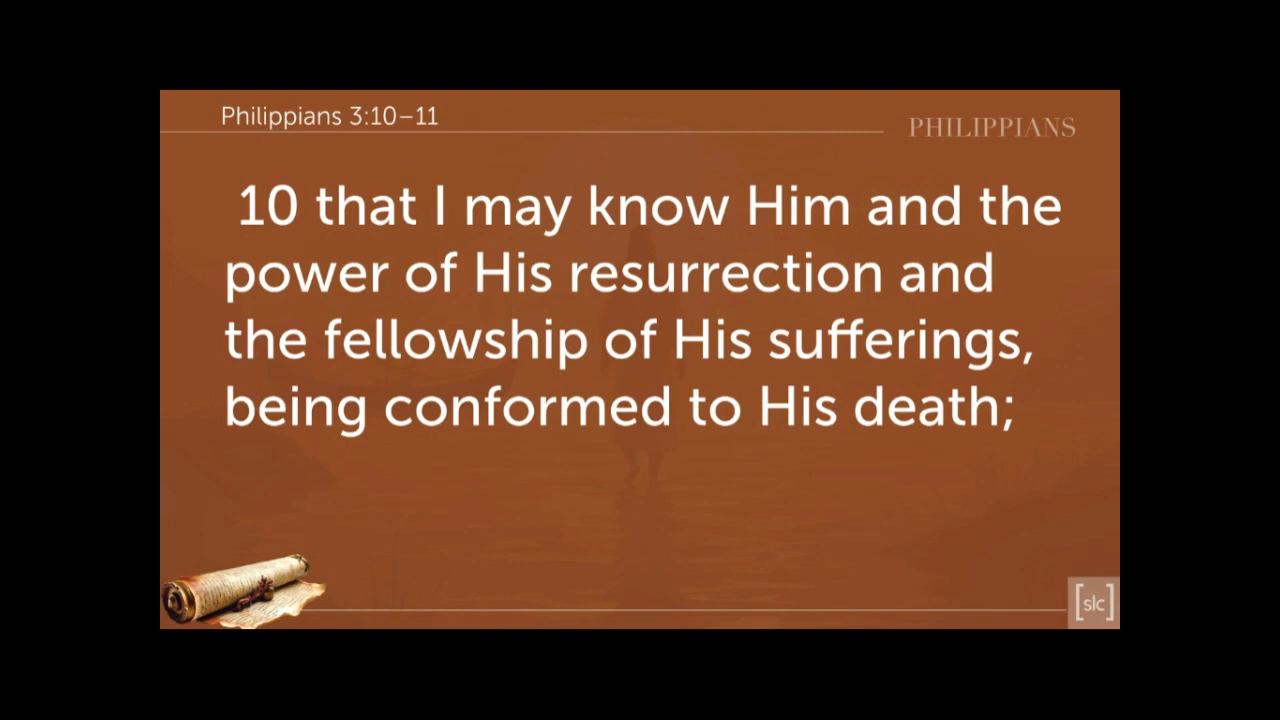 Philippians 3:10–11
PHILIPPIANS
10 that I may know Him and the
power of His resurrection and
the fellowship of His sufferings,
being conformed to His death;
[slc]